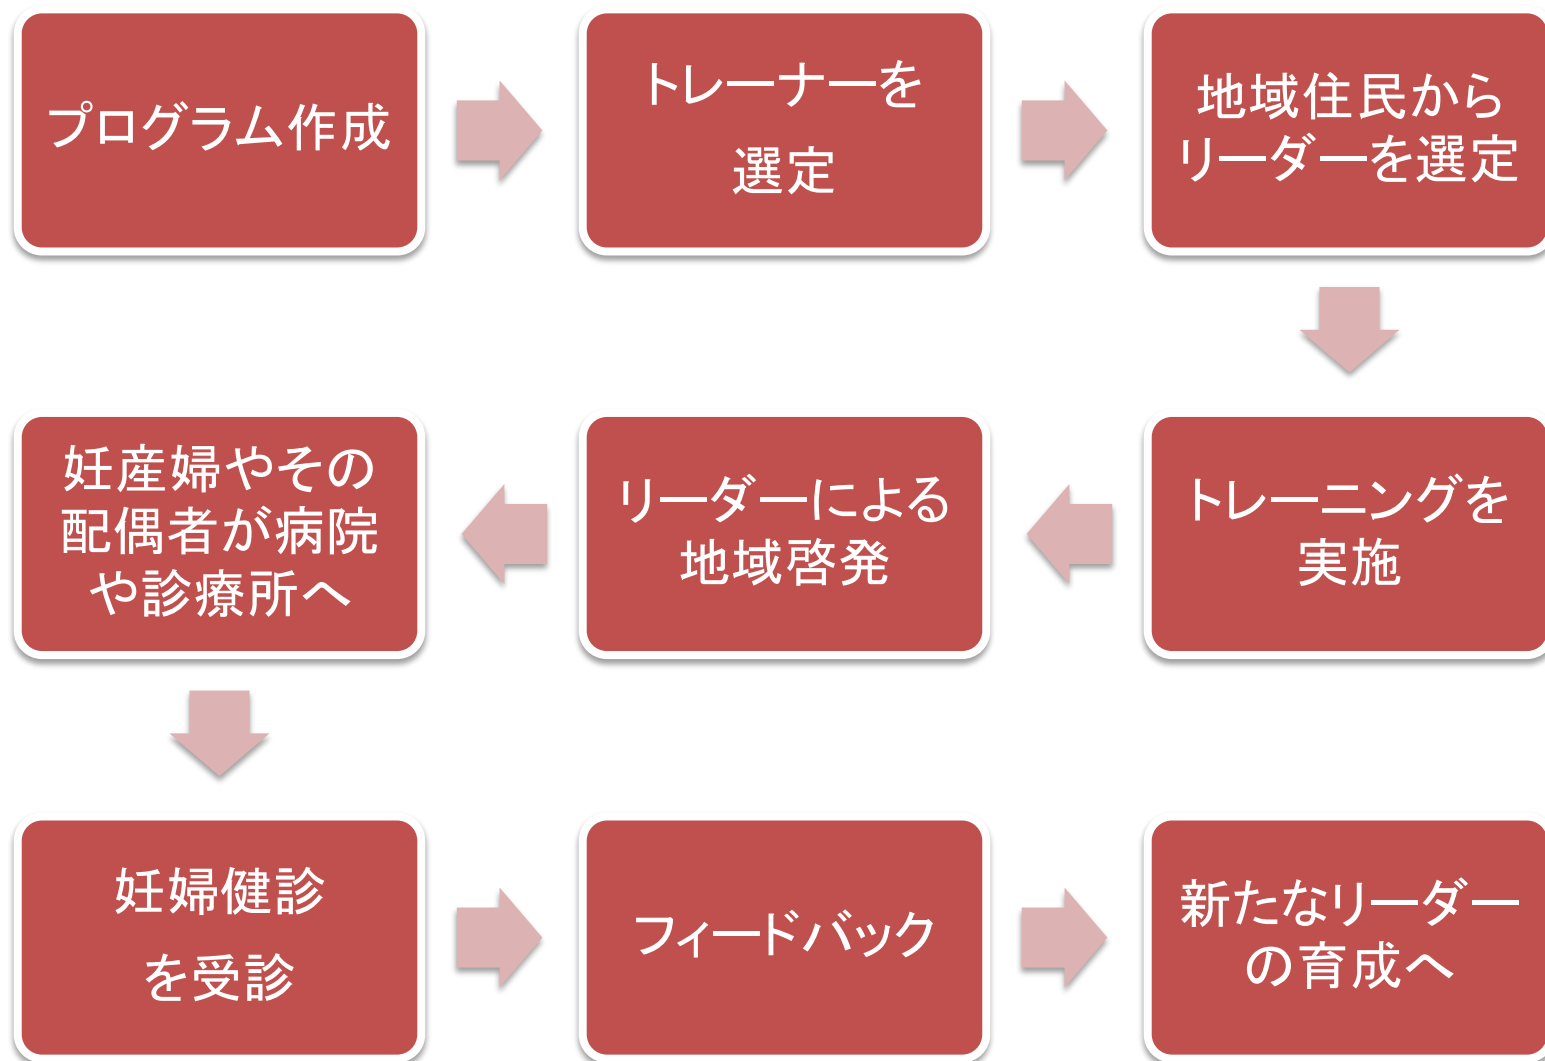 プログラム作成
トレーナーを
選定
地域住民から
リーダーを選定
トレーニングを
実施
リーダーによる
地域啓発
妊産婦やその
配偶者が病院
や診療所へ
妊婦健診
を受診
フィードバック
新たなリーダー
の育成へ